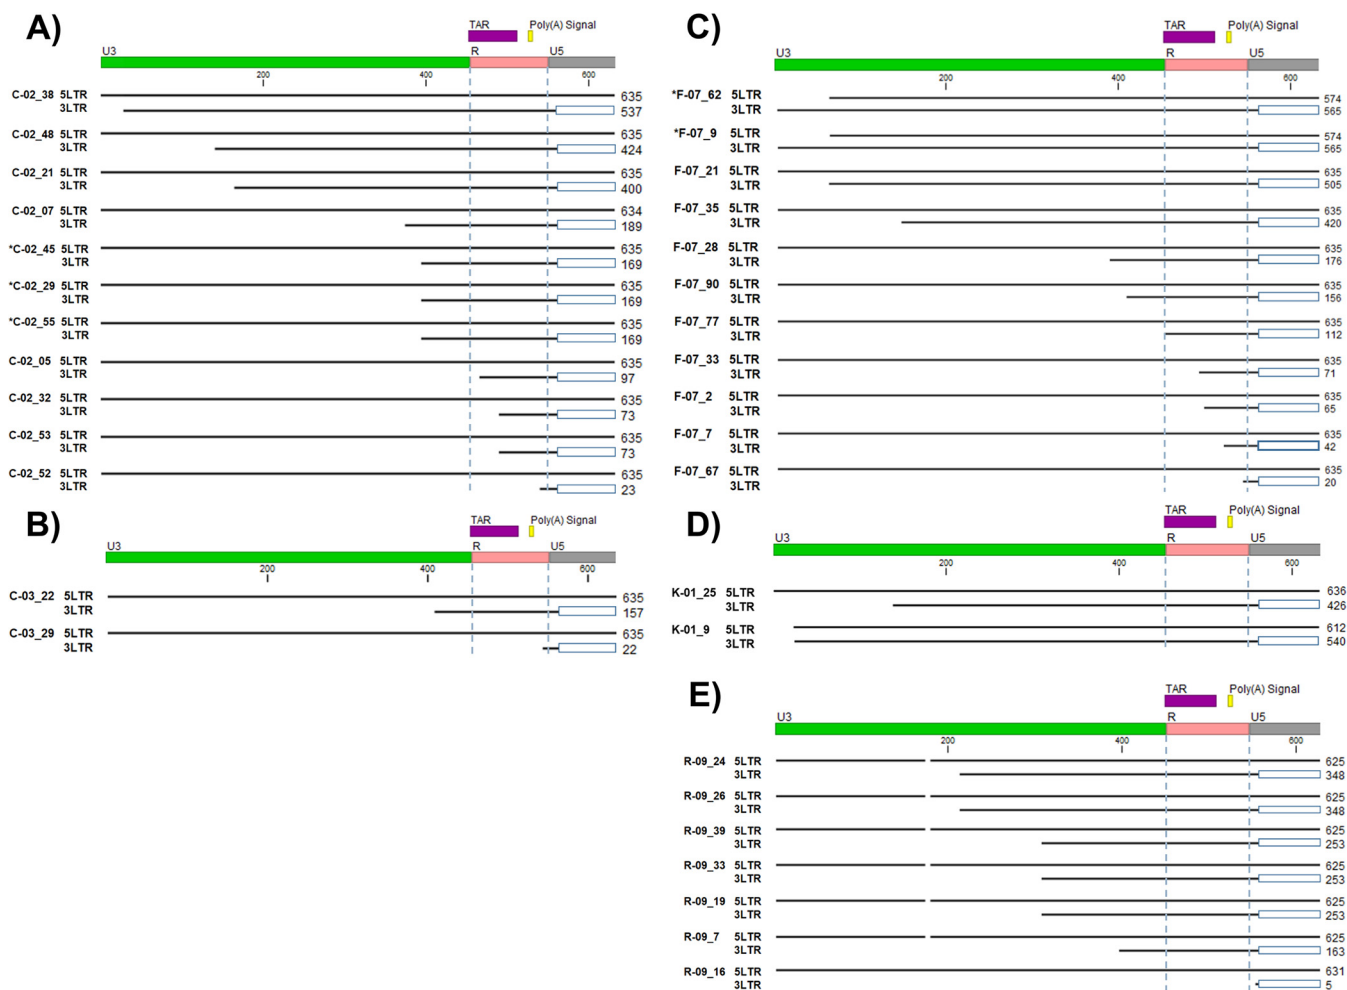 A)
TAR Poly(A) Signal
U3 R U5
200 400 600
C-02_38 5LTR 635
3LTR 537
C-02_48 5LTR 635
3LTR 424
C-02_21 5LTR 635
3LTR 400
C-02_07 5LTR 634
3LTR 189
*C-02_45 5LTR 635
3LTR 169
*C-02_29 5LTR 635
3LTR 169
*C-02_55 5LTR 635
3LTR 169
C-02_05 5LTR 635
3LTR 97
C-02_32 5LTR 635
3LTR 73
C-02_53 5LTR 635
3LTR 73
C-02_52 5LTR 635
3LTR 23
B)
TAR Poly(A) Signal
U3 R U5
200 400 600
C-03_22 5LTR 635
3LTR 157
C-03_29 5LTR 635
3LTR 22
C)
TAR Poly(A) Signal
U3 R U5
200 400 600
*F-07_62 5LTR 574
3LTR 565
*F-07_9 5LTR 574
3LTR 565
F-07_21 5LTR 635
3LTR 505
F-07_35 5LTR 635
3LTR 420
F-07_28 5LTR 635
3LTR 176
F-07_90 5LTR 635
3LTR 156
F-07_77 5LTR 635
3LTR 112
F-07_33 5LTR 635
3LTR 71
F-07_2 5LTR 635
3LTR 65
F-07_7 5LTR 635
3LTR 42
F-07_67 5LTR 635
3LTR 20
D)
TAR Poly(A) Signal
U3 R U5
200 400 600
K-01_25 5LTR 636
3LTR 426
K-01_9 5LTR 612
3LTR 540
E)
TAR Poly(A) Signal
U3 R U5
200 400 600
R-09_24 5LTR 625
3LTR 348
R-09_26 5LTR 625
3LTR 348
R-09_39 5LTR 625
3LTR 253
R-09_33 5LTR 625
3LTR 253
R-09_19 5LTR 625
3LTR 253
R-09_7 5LTR 625
3LTR 163
R-09_16 5LTR 631
3LTR 5